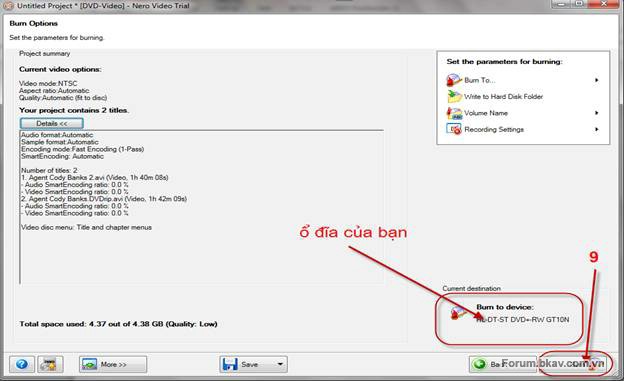 Untitled Project * [DVD-Video] - Nero Video Trial
Burn Options
Set the parameters for burning.
Project summary
Current video options:
Video mode:NTSC
Aspect ratio:Automatic
Quality:Automatic (fit to disc)
Your project contains 2 titles.
Details <<
Audio format:Automatic
Sample format:Automatic
Encoding mode:Fast Encoding (1-Pass)
SmartEncoding: Automatic
Number of titles: 2
1. Agent Cody Banks 2.avi (Video, 1h 40m 08s)
- Audio SmartEncoding ratio: 0.0 %
- Video SmartEncoding ratio: 0.0 %
2. Agent Cody Banks.DVDrip.avi (Video, 1h 42m 09s)
- Audio SmartEncoding ratio: 0.0 %
- Video SmartEncoding ratio: 0.0 %
Video disc menu: Title and chapter menus
Set the parameters for burning:
Burn To...
Write to Hard Disk Folder
Volume Name
Recording Settings
ổ đĩa của bạn
9
Current destination
Burn to device:
DT-ST DVD+-RW GT10N
Total space used: 4.37 out of 4.38 GB (Quality: Low)
More >>
Save
Forum.bkav.com.vn